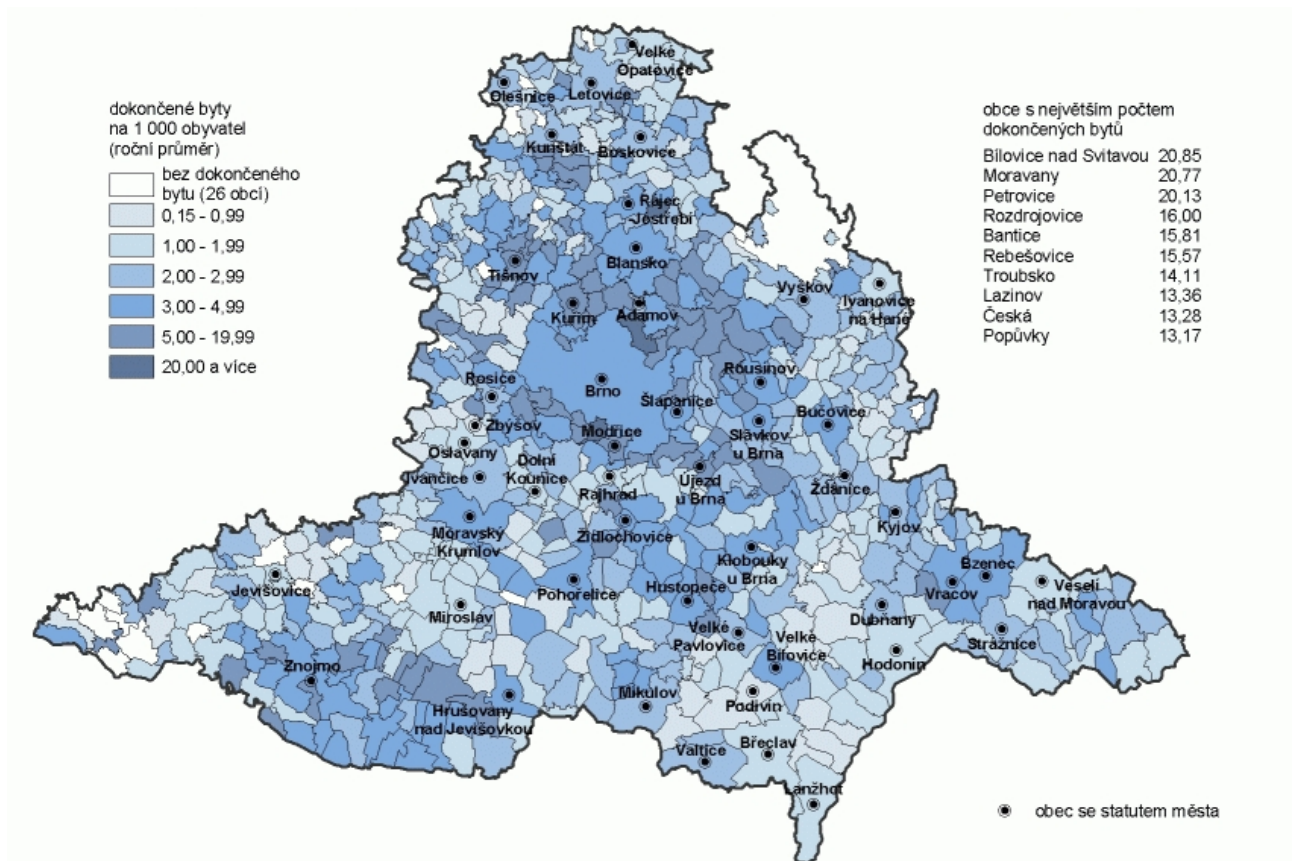 dokončené byty
na 1 000 obyvatel
(roční průměr)
bez dokončeného
bytu (26 obcí)
0,15 - 0,99
1,00 - 1,99
2,00 - 2,99
3,00 - 4,99
5,00 - 19,99
20,00 a více
obce s největším počtem
dokončených bytů
Bílovice nad Svitavou 20,85
Moravany 20,77
Petrovice 20,13
Rozdrojovice 16,00
Bantice 15,81
Rebešovice 15,57
Troubsko 14,11
Lazinov 13,36
Česká 13,28
Popůvky 13,17
Velké
Opatovice
Olešnice
Letovice
Kunštát
Boskovice
Rájec
Jestřebí
Blansko
Tišnov
Vyškov
Ivanovice
na Hané
Kuřim
Adamov
Rousínov
Rosice
Brno
Šlapanice
Bučovice
Zbýšov
Modřice
Slavkov
u Brna
Oslavany
Dolní
Kounice
Ivančice
Rajhrad
Újezd
u Brna
Ždánice
Kyjov
Moravský
Krumlov
Židlochovice
Klobouky
u Brna
Bzenec
Jevišovice
Pohořelice
Hustopeče
Vracov
Veselí
nad Moravou
Miroslav
Dubňany
Velké
Pavlovice
Velké
Bílovice
Strážnice
Hodonín
Znojmo
Mikulov
Podivín
Hrušovany
nad Jevišovkou
Valtice
Břeclav
Lanžhot
obec se statutem města